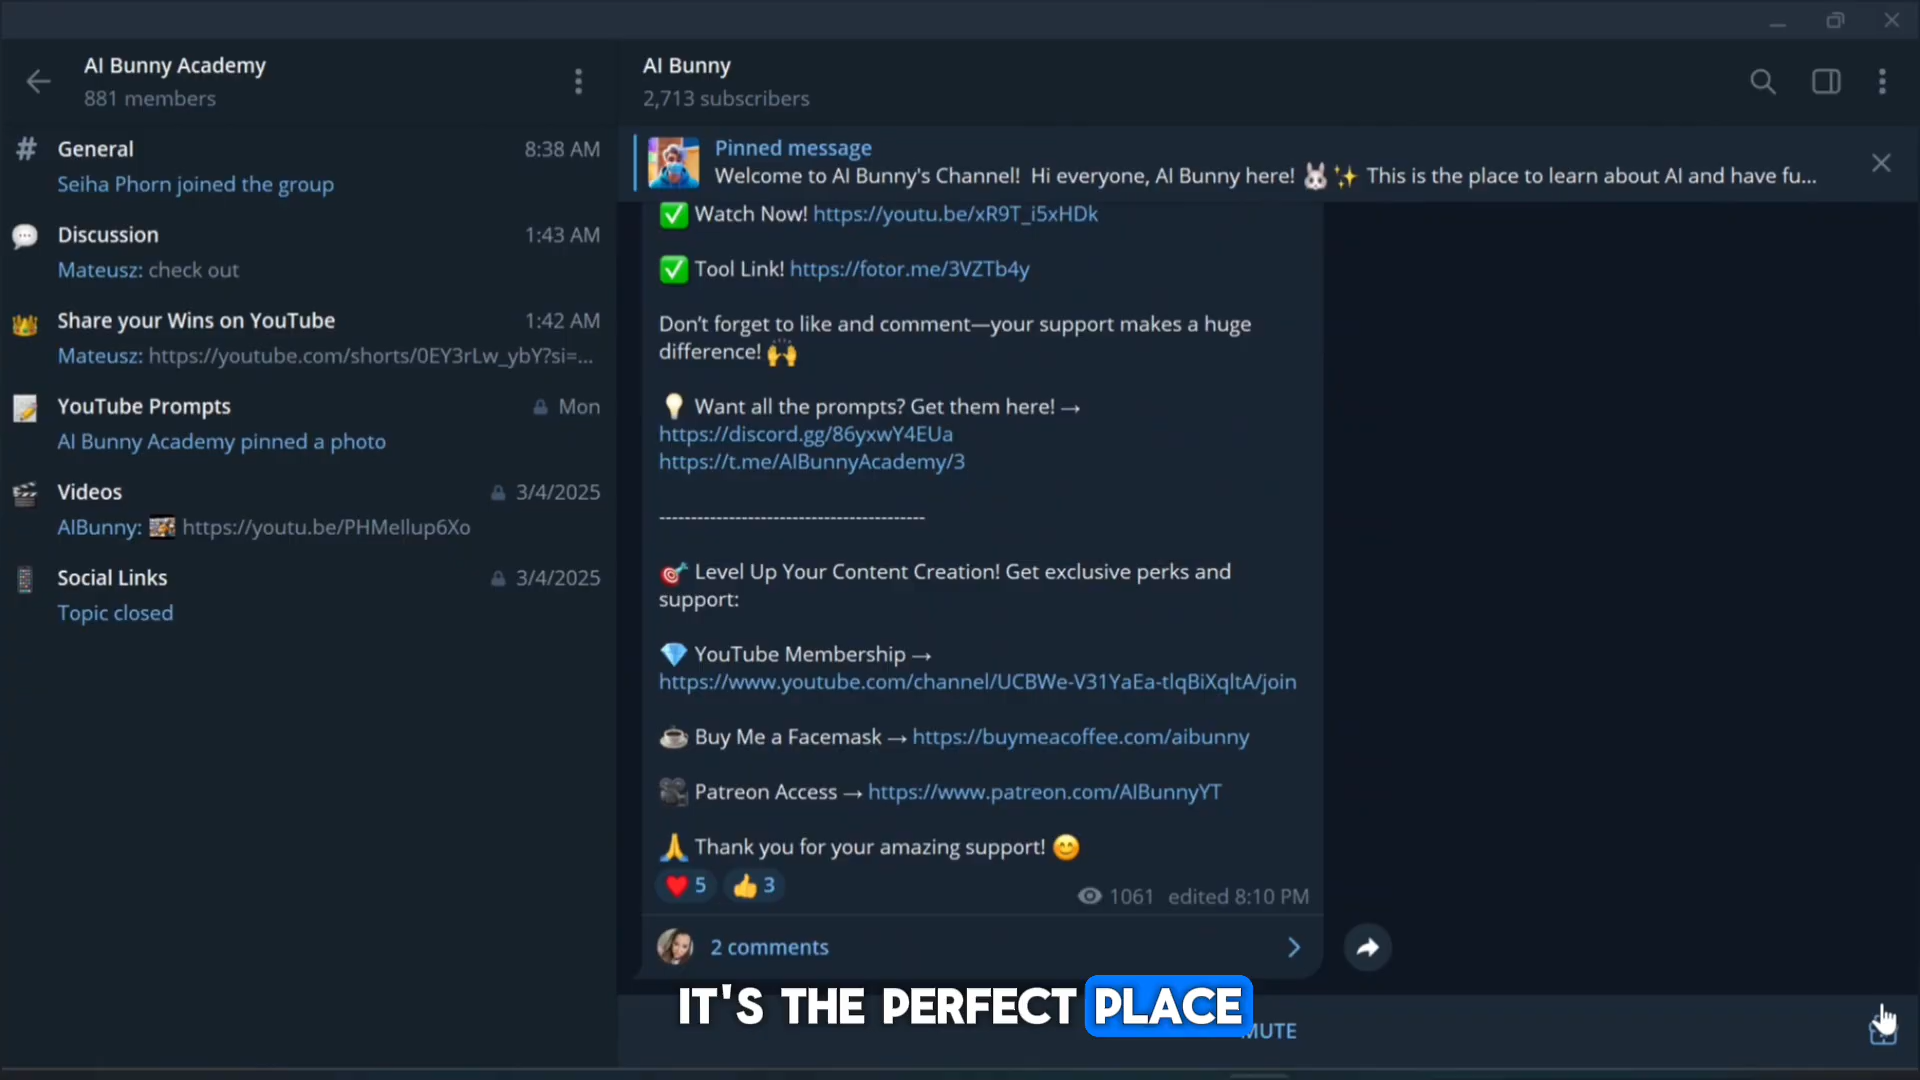 AI Bunny Academy
881 members
# General 8:38 AM
Seiha Phorn joined the group
Discussion 1:43 AM
Mateusz: check out
Share your Wins on YouTube 1:42 AM
Mateusz: https://youtube.com/shorts/0EY3rLw_ybY?si=...
YouTube Prompts Mon
AI Bunny Academy pinned a photo
Videos 3/4/2025
AIBunny: https://youtu.be/PHMeIlup6Xo
Social Links 3/4/2025
Topic closed
AI Bunny
2,713 subscribers
Pinned message
Welcome to AI Bunny's Channel! Hi everyone, AI Bunny here! 🐰✨ This is the place to learn about AI and have fu...
✅ Watch Now! https://youtu.be/xR9T_i5xHDk
✅ Tool Link! https://fotor.me/3VZTb4y
Don't forget to like and comment—your support makes a huge
difference! 🙌
💡 Want all the prompts? Get them here! →
https://discord.gg/86yxwY4EUa
https://t.me/AIBunnyAcademy/3
------------------------------------------
🎯 Level Up Your Content Creation! Get exclusive perks and
support:
💎 YouTube Membership →
https://www.youtube.com/channel/UCBWe-V31YaEa-tlqBiXqltA/join
☕ Buy Me a Facemask → https://buymeacoffee.com/aibunny
🎥 Patreon Access → https://www.patreon.com/AIBunnyYT
🙏 Thank you for your amazing support! 😊
❤️ 5 👍 3
1061 edited 8:10 PM
2 comments
IT'S THE PERFECT PLACE
MUTE